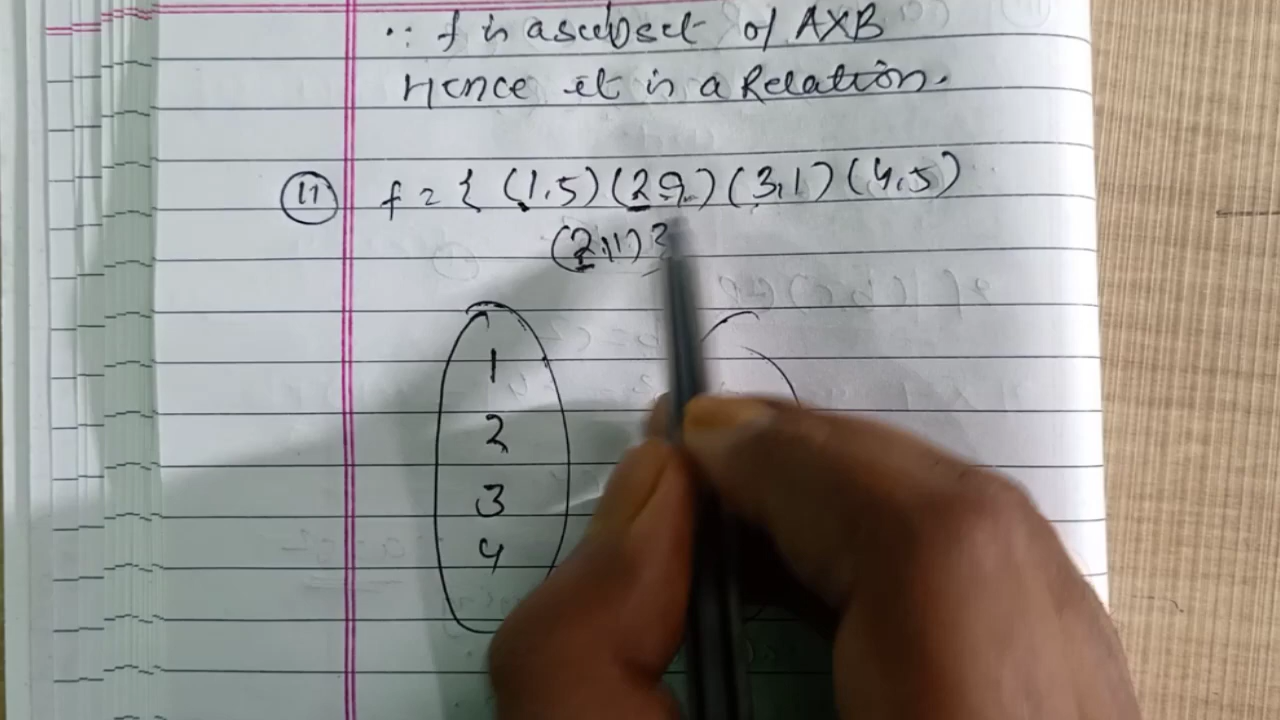 ∵ f is a subset of AXB
Hence it is a Relation.
(ii) f = { (1,5) (2,9) (3,1) (4,5)
(2,11) }
1
2
3
4